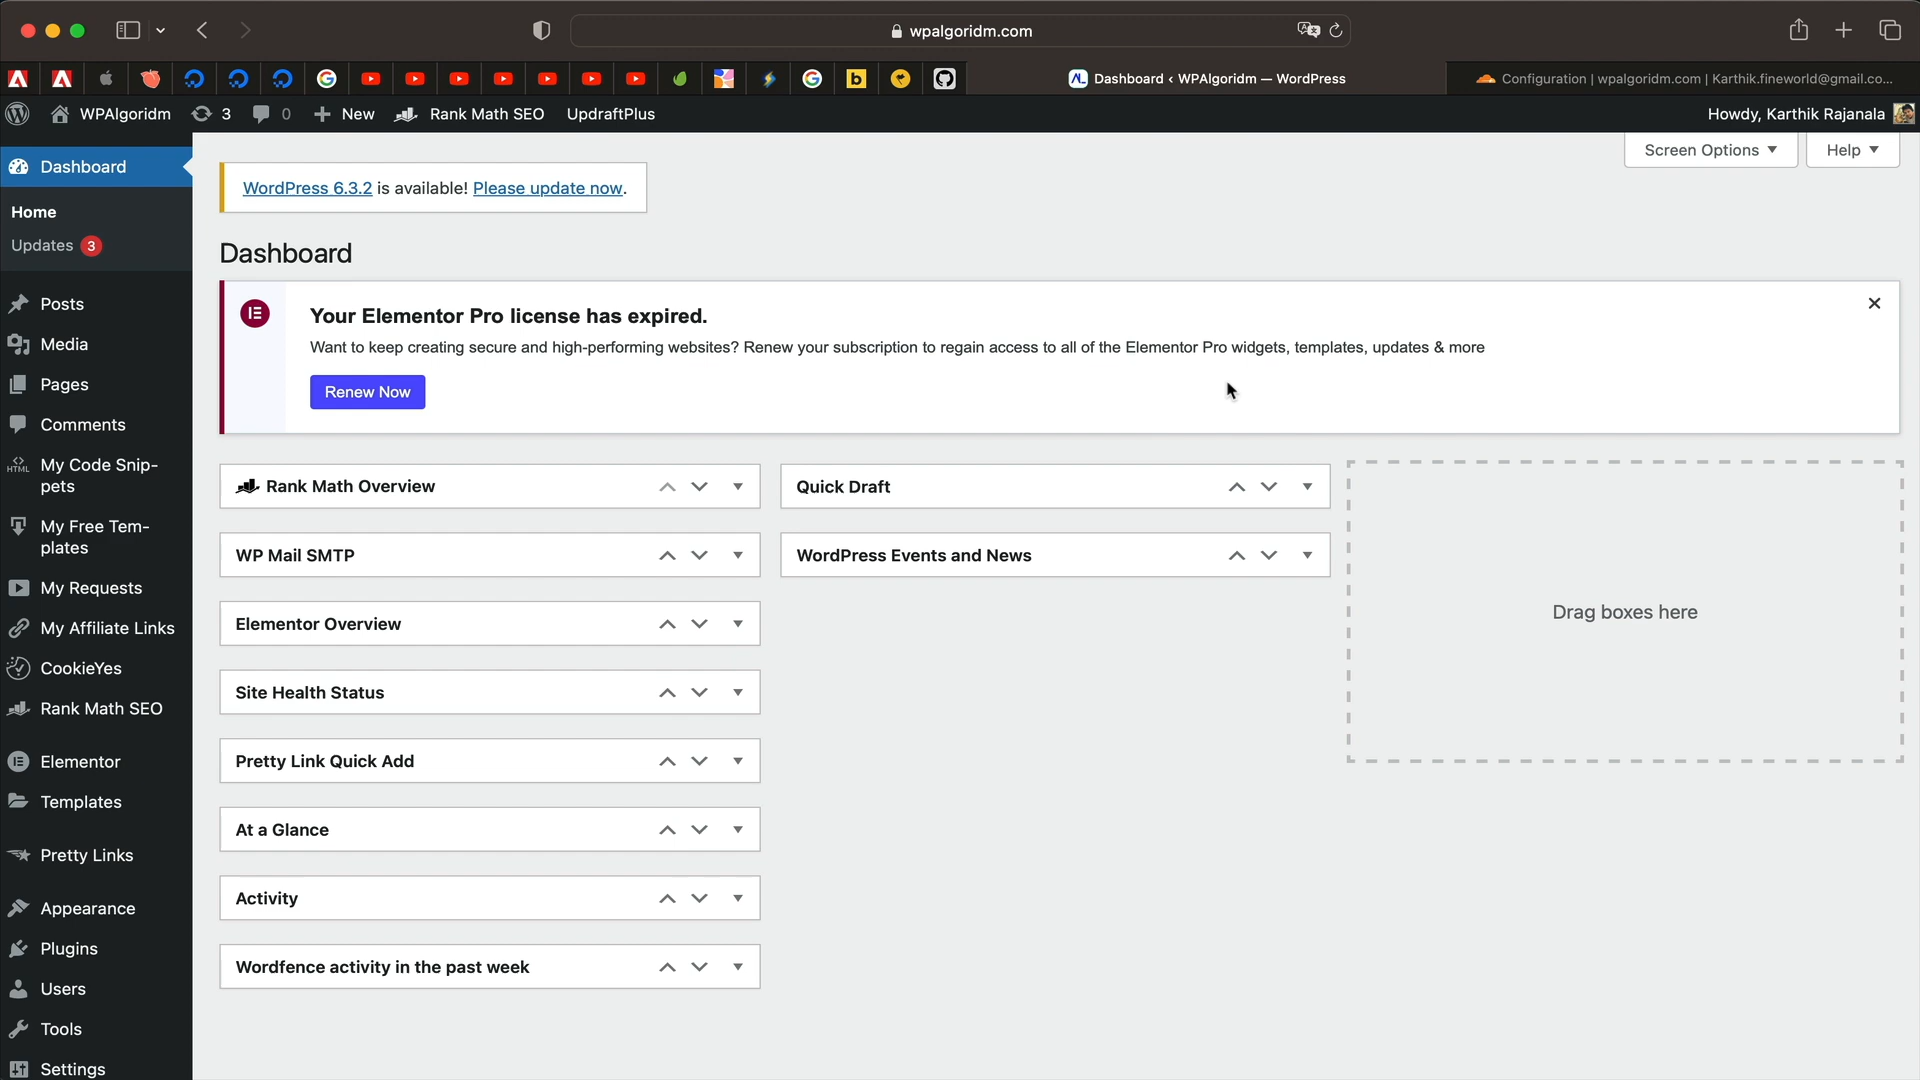 wpalgoridm.com
Dashboard < WPAlgoridm — WordPress
Configuration | wpalgoridm.com | Karthik.fineworld@gmail.co...
WPAlgoridm
3
0
New
Rank Math SEO
UpdraftPlus
Howdy, Karthik Rajanala
Screen Options
Help
Dashboard
Home
Updates 3
Posts
Media
Pages
Comments
HTML
My Code Snip-
pets
My Free Tem-
plates
My Requests
My Affiliate Links
CookieYes
Rank Math SEO
Elementor
Templates
Pretty Links
Appearance
Plugins
Users
Tools
Settings
WordPress 6.3.2 is available! Please update now.
Dashboard
Your Elementor Pro license has expired.
Want to keep creating secure and high-performing websites? Renew your subscription to regain access to all of the Elementor Pro widgets, templates, updates & more
Renew Now
Rank Math Overview
WP Mail SMTP
Elementor Overview
Site Health Status
Pretty Link Quick Add
At a Glance
Activity
Wordfence activity in the past week
Quick Draft
WordPress Events and News
Drag boxes here